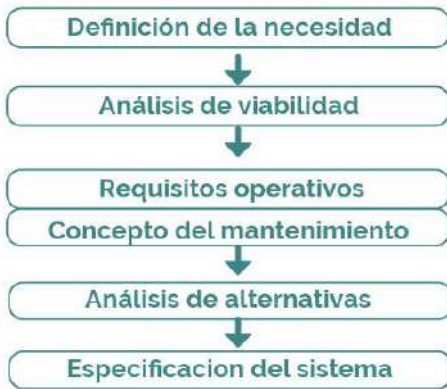 Definición de la necesidad
Análisis de viabilidad
Requisitos operativos
Concepto del mantenimiento
Análisis de alternativas
Especificacion del sistema